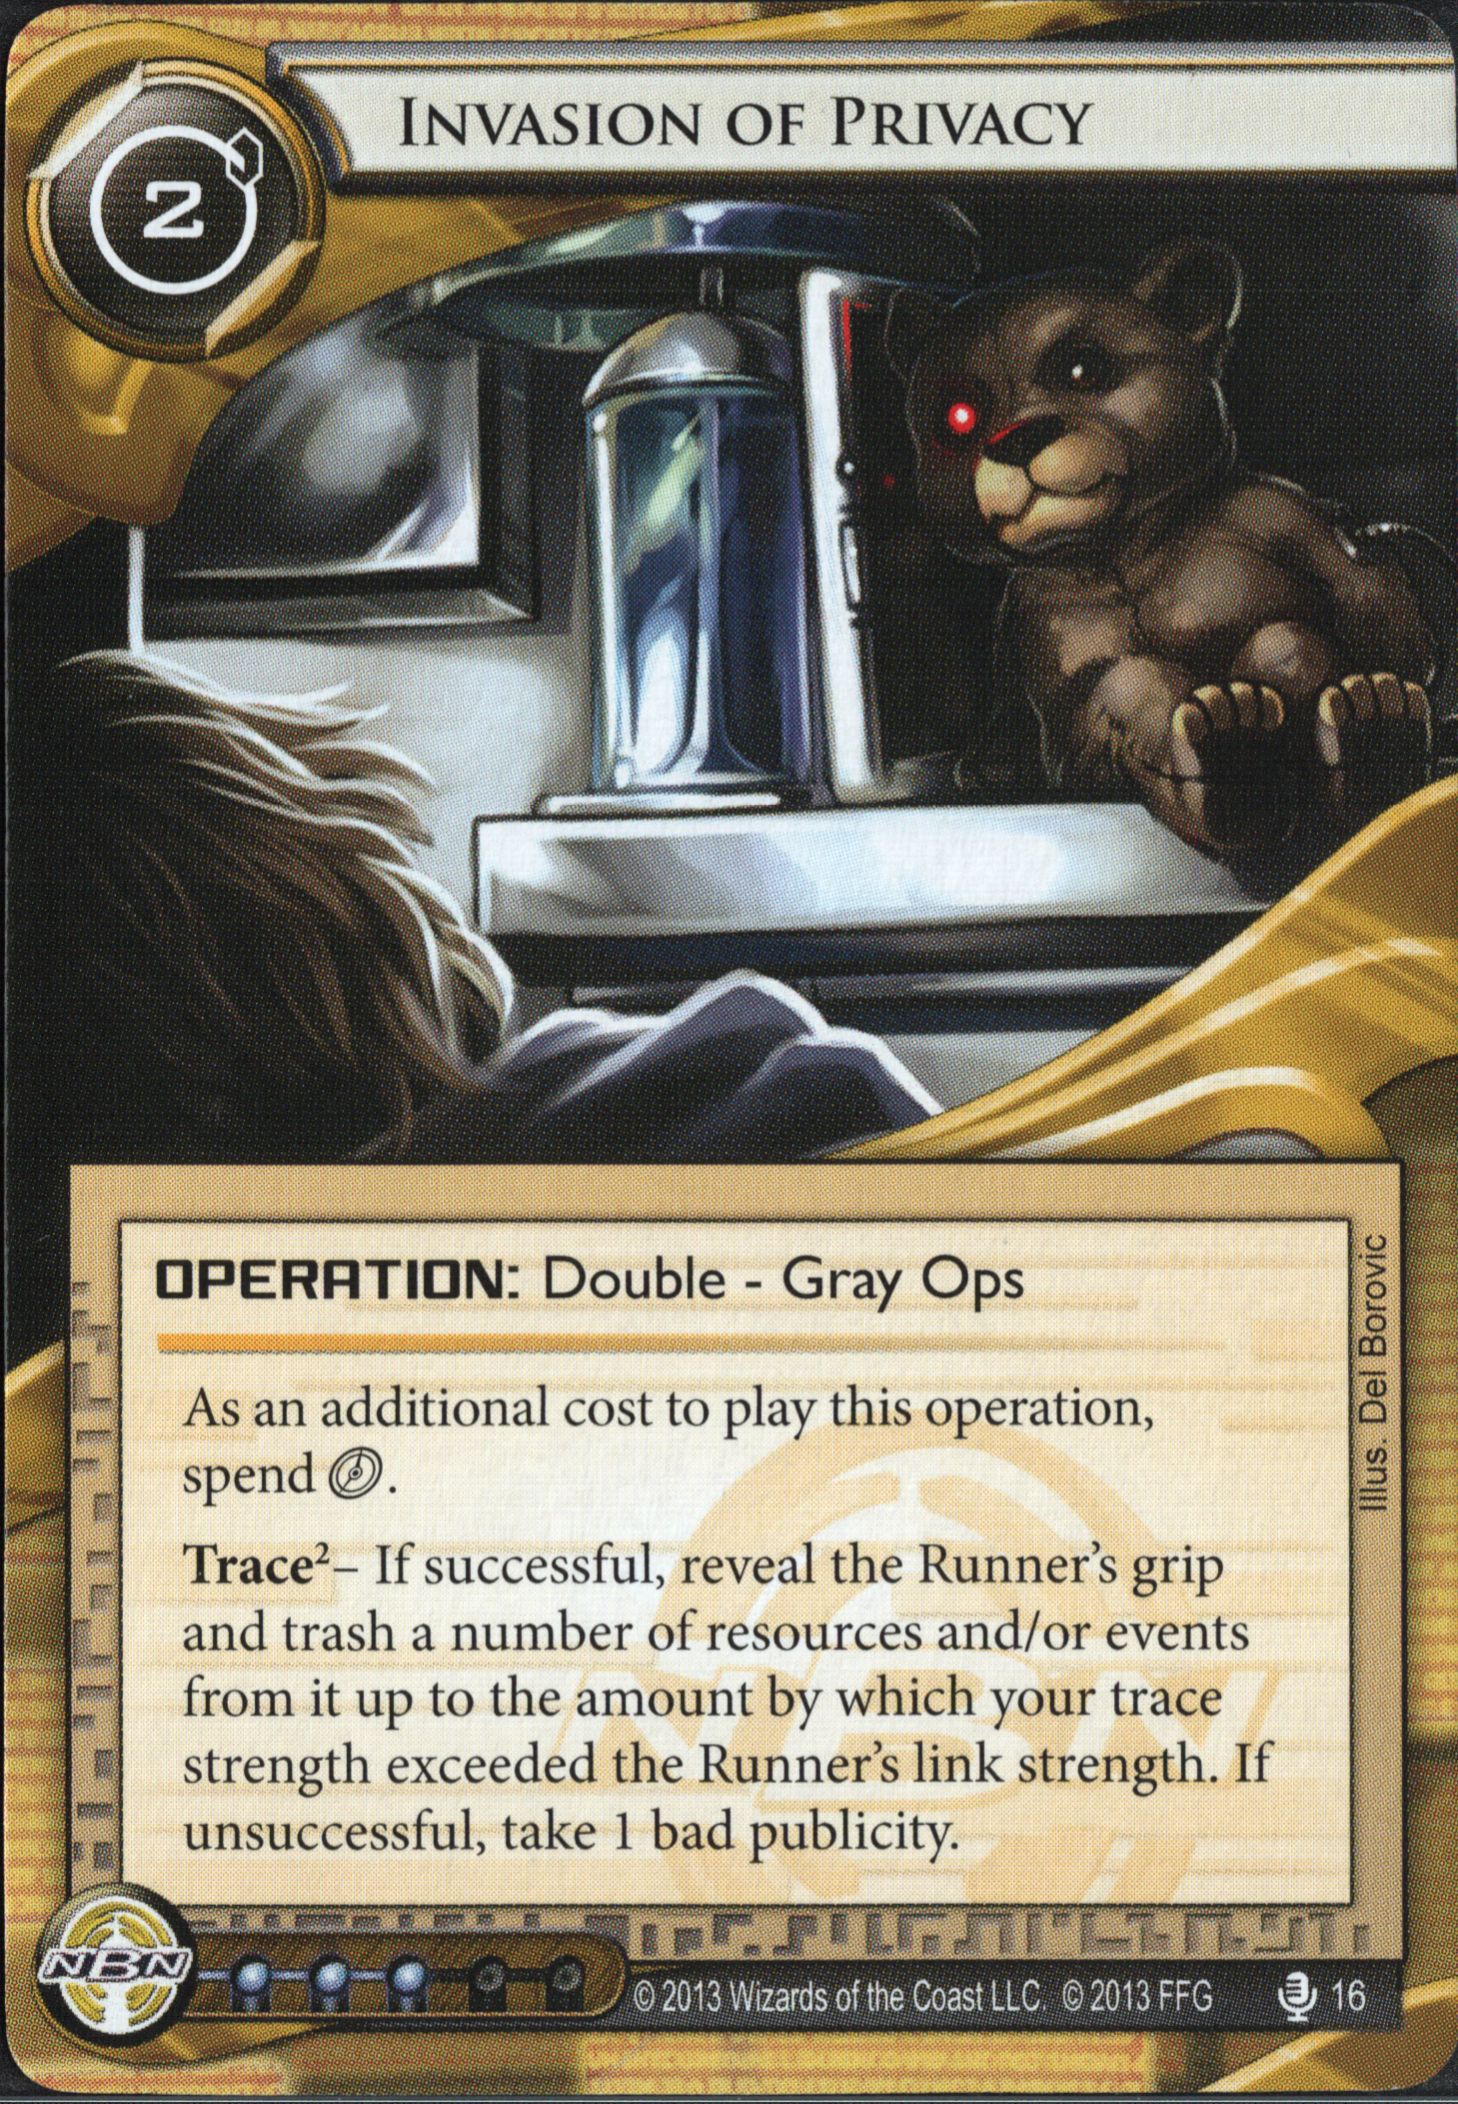 INVASION OF PRIVACY
2
OPERATION: Double - Gray Ops
As an additional cost to play this operation,
spend .
Trace²– If successful, reveal the Runner's grip
and trash a number of resources and/or events
from it up to the amount by which your trace
strength exceeded the Runner's link strength. If
unsuccessful, take 1 bad publicity.
Illus. Del Borovic
NBN
NBN
© 2013 Wizards of the Coast LLC. © 2013 FFG
16